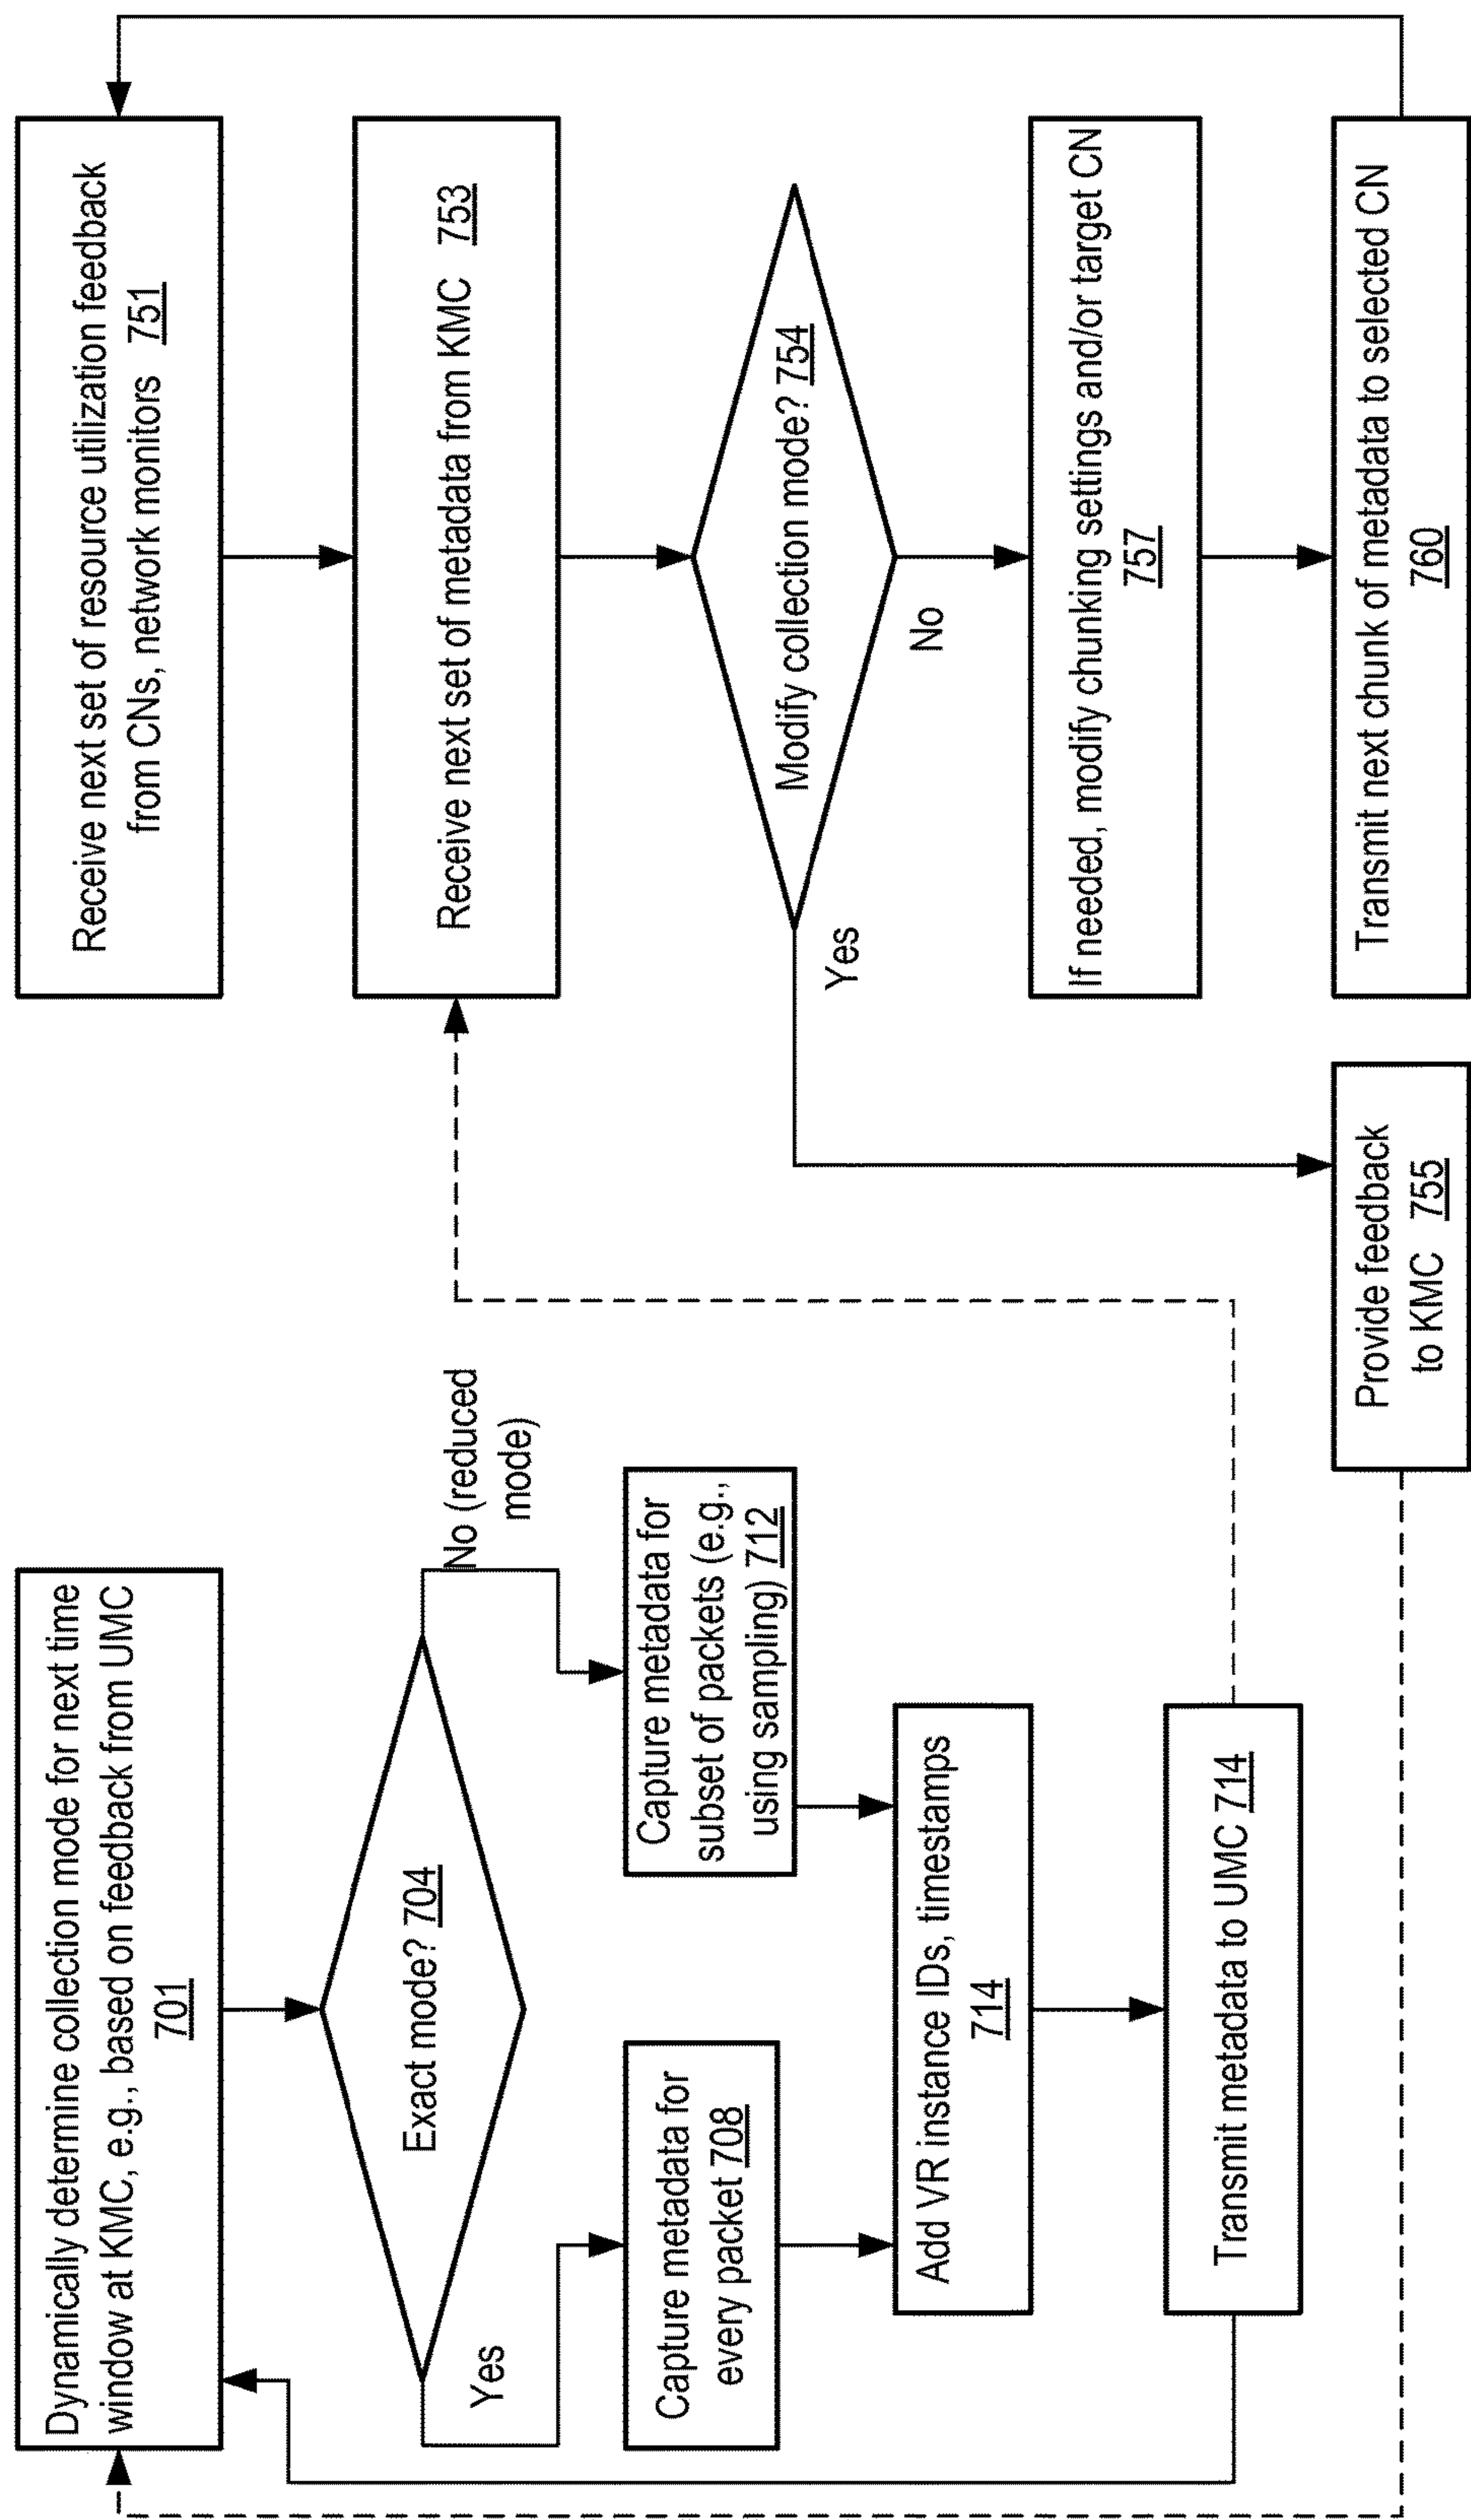 Dynamically determine collection mode for next time
window at KMC, e.g., based on feedback from UMC
701
Exact mode? 704
Yes
No (reduced
mode)
Capture metadata for
every packet 708
Capture metadata for
subset of packets (e.g.,
using sampling) 712
Add VR instance IDs, timestamps
714
Transmit metadata to UMC 714
Receive next set of resource utilization feedback
from CNs, network monitors 751
Receive next set of metadata from KMC 753
Modify collection mode? 754
Yes
No
Provide feedback
to KMC 755
If needed, modify chunking settings and/or target CN
757
Transmit next chunk of metadata to selected CN
760